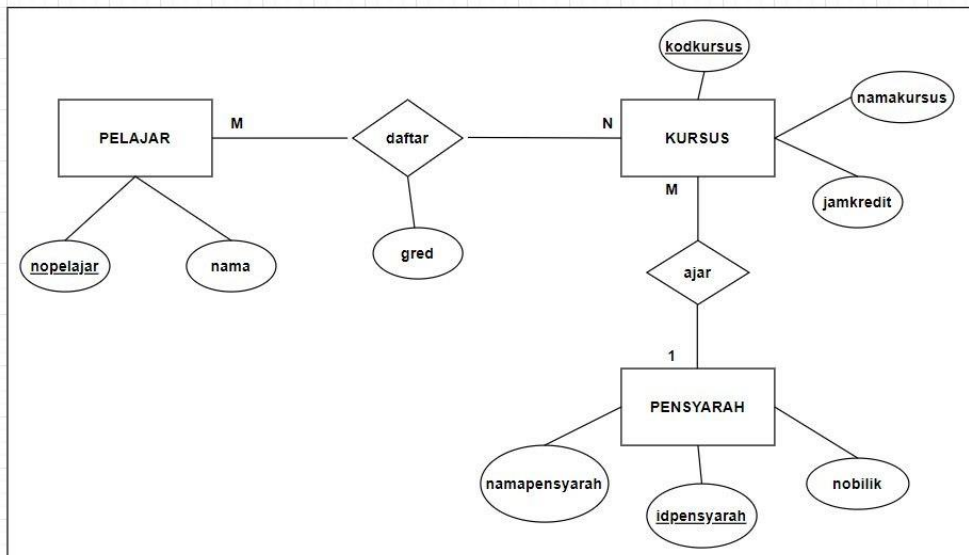 kodkursus
namakursus
PELAJAR
M
daftar
N
KURSUS
M
jamkredit
nopelajar
nama
gred
ajar
1
PENSYARAH
namapensyarah
idpensyarah
nobilik